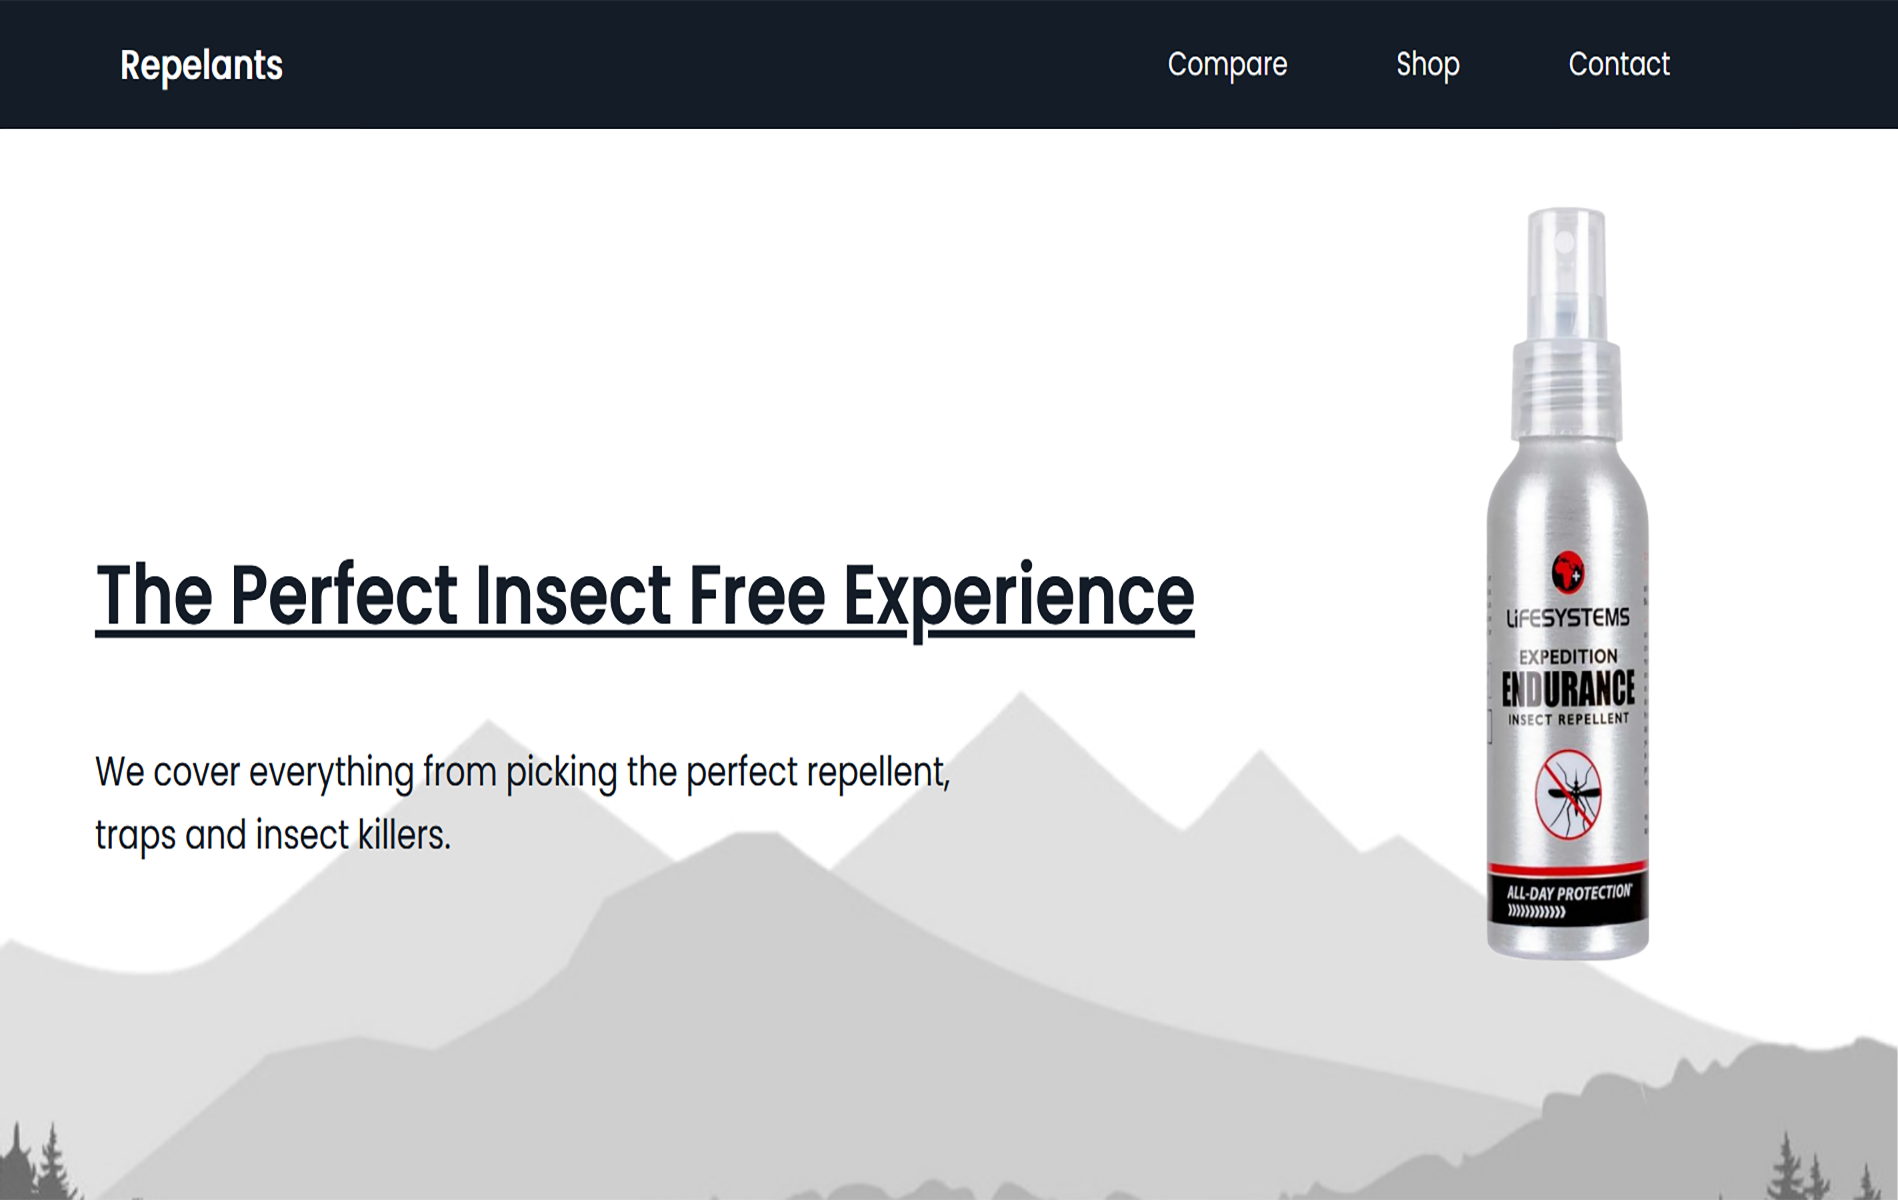 Repelants
Compare Shop Contact
The Perfect Insect Free Experience
We cover everything from picking the perfect repellent,
traps and insect killers.
LiFESYSTEMS
EXPEDITION
ENDURANCE
INSECT REPELLENT
ALL-DAY PROTECTION